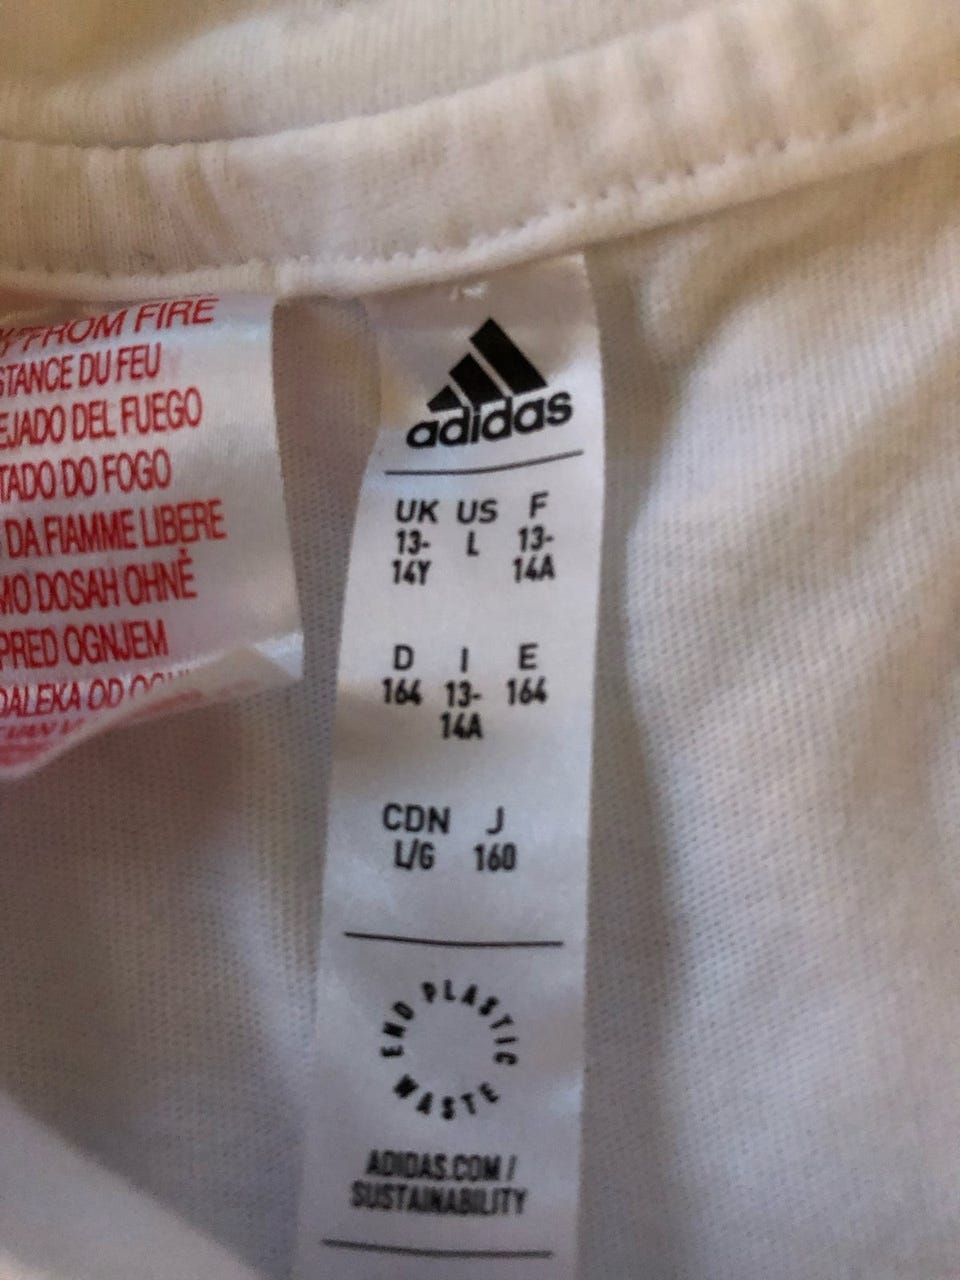 FROM FIRE
STANCE DU FEU
EJADO DEL FUEGO
TADO DO FOGO
DA FIAMME LIBERE
MO DOSAH OHNĚ
PRED OGNJEM
DALEKA OD
adidas
UK US F
13- L 13-
14Y 14A
D I E
164 13- 164
14A
CDN J
L/G 160
END PLASTIC WASTE
ADIDAS.COM/
SUSTAINABILITY